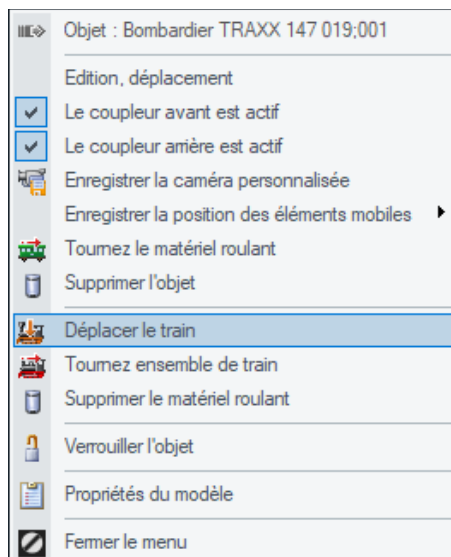 Objet : Bombardier TRAXX 147 019;001
Edition, déplacement
Le coupleur avant est actif
Le coupleur arrière est actif
Enregistrer la caméra personnalisée
Enregistrer la position des éléments mobiles
Tournez le matériel roulant
Supprimer l'objet
Déplacer le train
Tournez ensemble de train
Supprimer le matériel roulant
Verrouiller l'objet
Propriétés du modèle
Fermer le menu